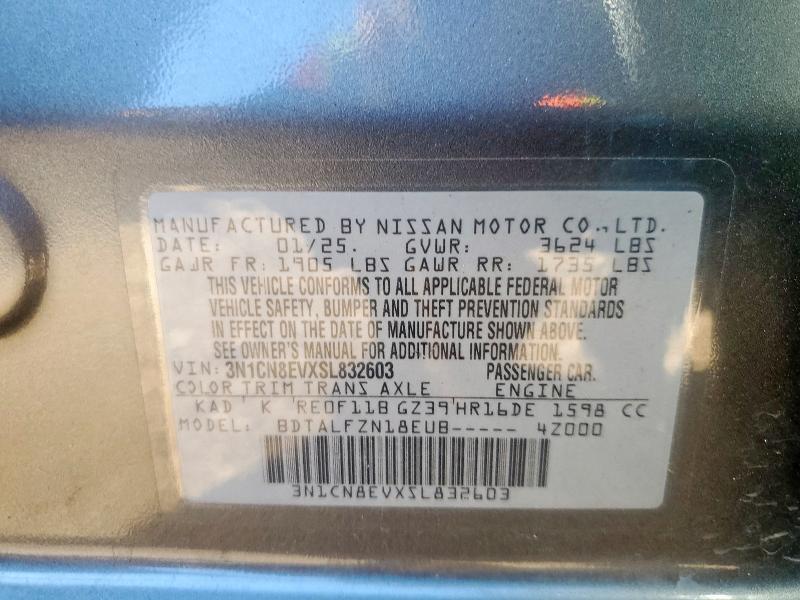 MANUFACTURED BY NISSAN MOTOR CO., LTD.
DATE: 01/25. GVWR: 3624 LBS
GAWR FR: 1905 LBS GAWR RR: 1735 LBS
THIS VEHICLE CONFORMS TO ALL APPLICABLE FEDERAL MOTOR
VEHICLE SAFETY, BUMPER AND THEFT PREVENTION STANDARDS
IN EFFECT ON THE DATE OF MANUFACTURE SHOWN ABOVE.
SEE OWNER'S MANUAL FOR ADDITIONAL INFORMATION.
VIN: 3N1CN8EVXSL832603 PASSENGER CAR.
COLOR TRIM TRANS AXLE ENGINE
KAD K RE0F11B GZ39 HR16DE 1598 CC
MODEL: BDTALFZN18EUB----- 4Z000
3N1CN8EVXSL832603